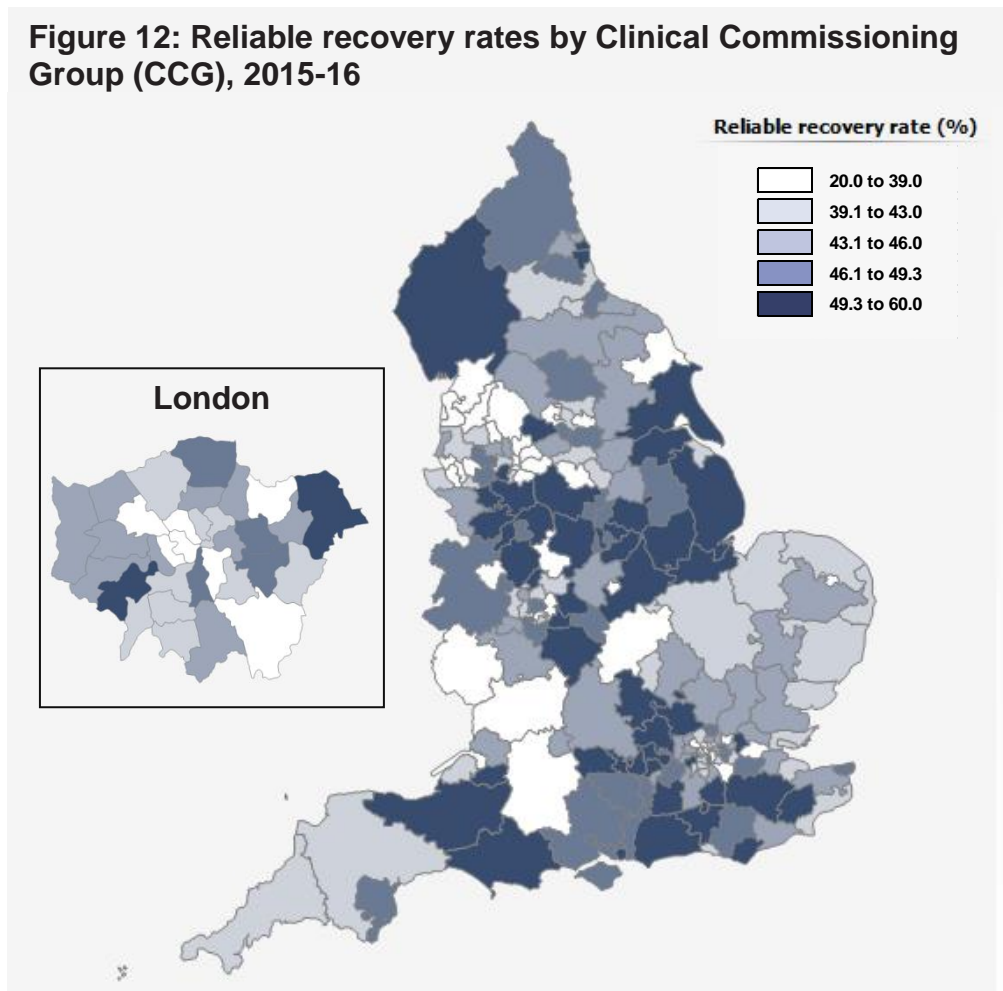 Figure 12: Reliable recovery rates by Clinical Commissioning
Group (CCG), 2015-16
Reliable recovery rate (%)
20.0 to 39.0
39.1 to 43.0
43.1 to 46.0
46.1 to 49.3
49.3 to 60.0
London